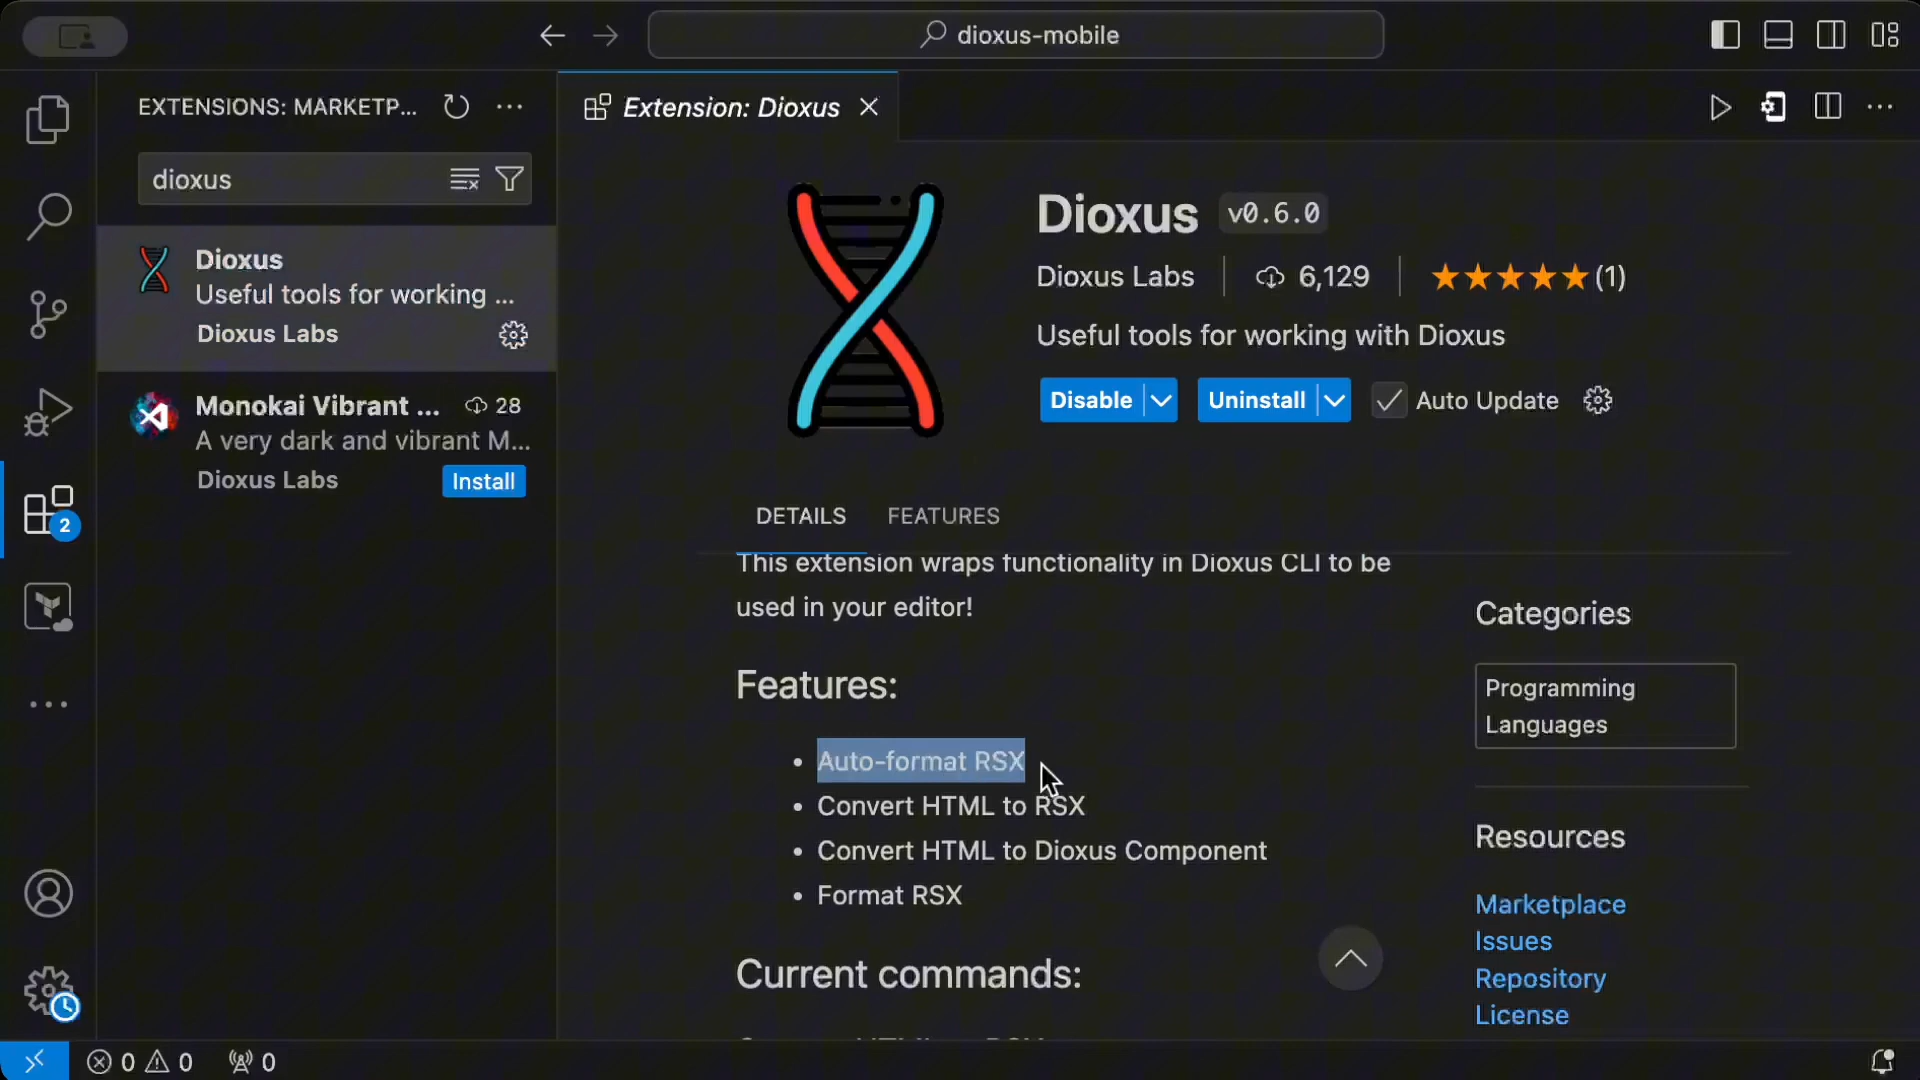 dioxus-mobile
EXTENSIONS: MARKETP...
Extension: Dioxus
dioxus
Dioxus
Useful tools for working ...
Dioxus Labs
Monokai Vibrant ... 28
A very dark and vibrant M...
Dioxus Labs
Install
2
Dioxus v0.6.0
Dioxus Labs 6,129 (1)
Useful tools for working with Dioxus
Disable Uninstall Auto Update
DETAILS FEATURES
This extension wraps functionality in Dioxus CLI to be
used in your editor!
Features:
Auto-format RSX
Convert HTML to RSX
Convert HTML to Dioxus Component
Format RSX
Current commands:
Categories
Programming
Languages
Resources
Marketplace
Issues
Repository
License
0 0 0